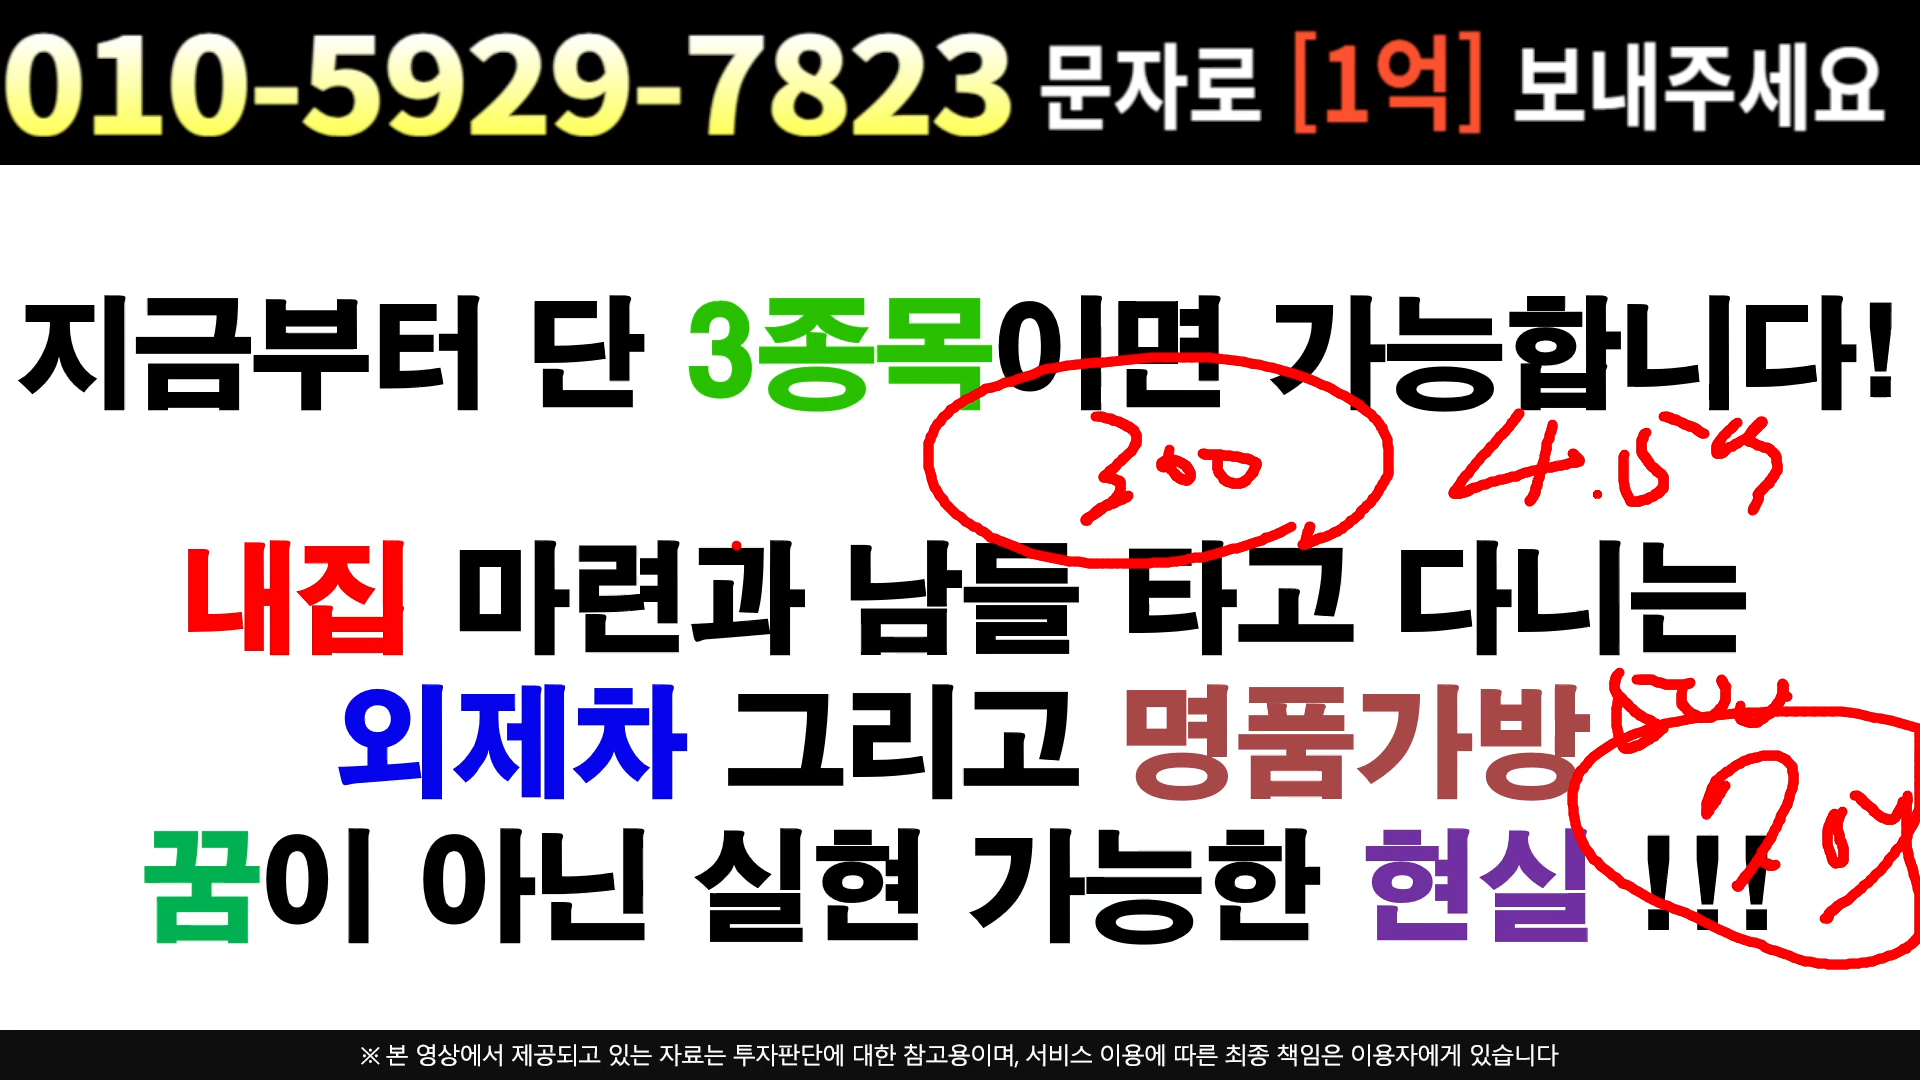 010-5929-7823 문자로 [1억] 보내주세요
지금부터 단 3종목이면 가능합니다!
300
4.5억
내집 마련과 남들 타고 다니는
외제차 그리고 명품가방
500
꿈이 아닌 실현 가능한 현실 !!!
※ 본 영상에서 제공되고 있는 자료는 투자판단에 대한 참고용이며, 서비스 이용에 따른 최종 책임은 이용자에게 있습니다